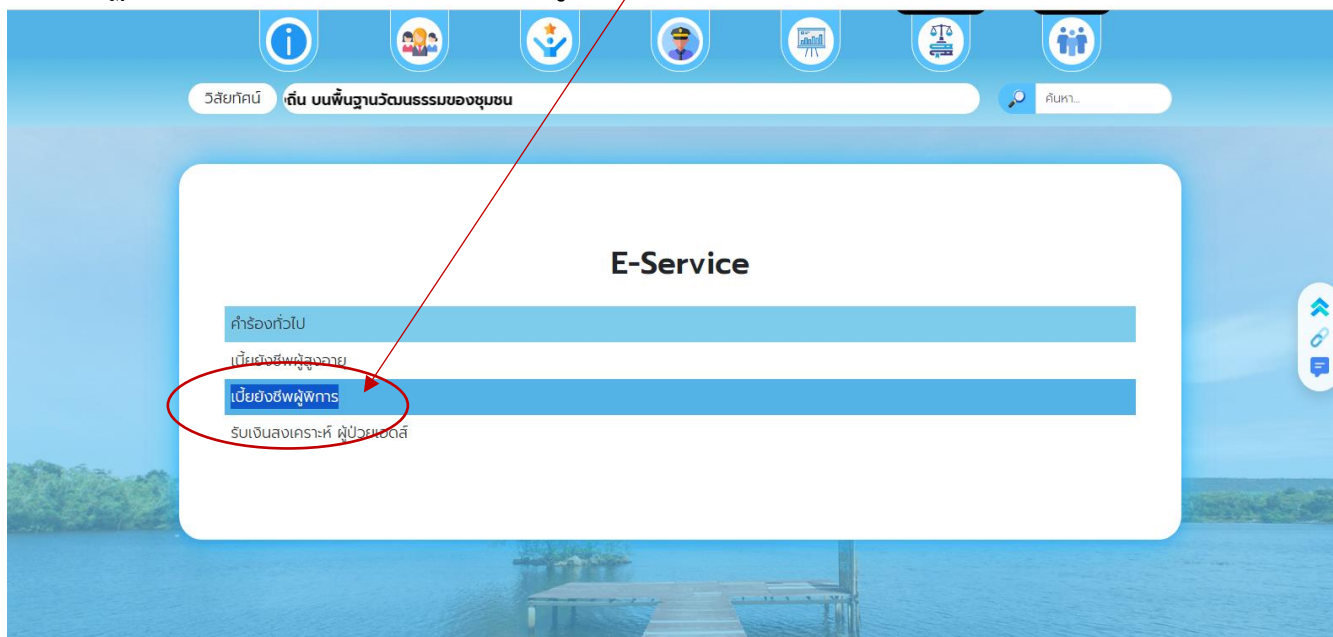 วิสัยทัศน์ ถิ่น บนพื้นฐานวัฒนธรรมของชุมชน ค้นหา...
E-Service
คำร้องทั่วไป
เบี้ยยังชีพผู้สูงอายุ
เบี้ยยังชีพผู้พิการ
รับเงินสงเคราะห์ ผู้ป่วยเอดส์